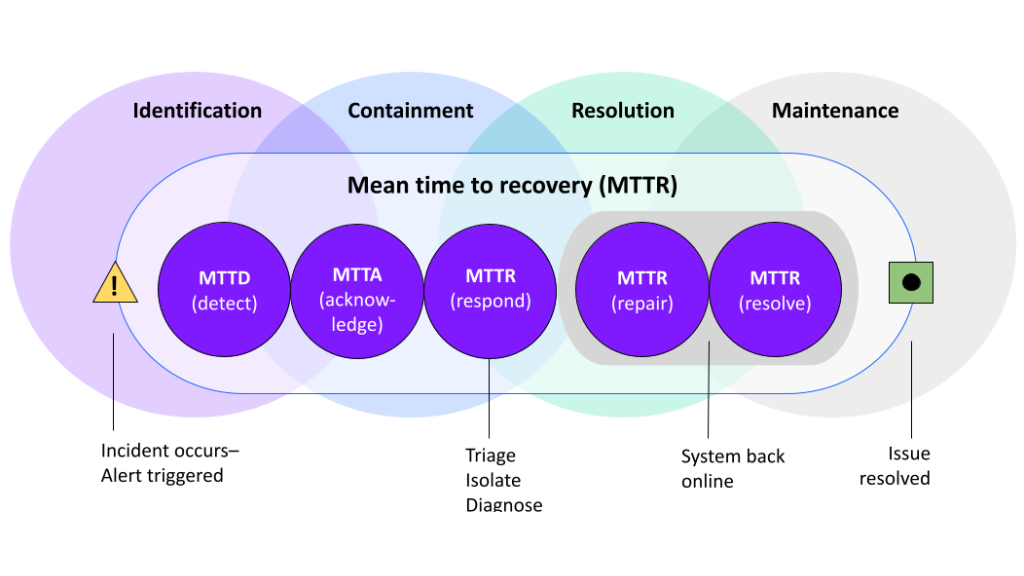 Identification
Containment
Resolution
Maintenance
Mean time to recovery (MTTR)
MTTD
(detect)
MTTA
(acknow-
ledge)
MTTR
(respond)
MTTR
(repair)
MTTR
(resolve)
!
Incident occurs–
Alert triggered
Triage
Isolate
Diagnose
System back
online
Issue
resolved